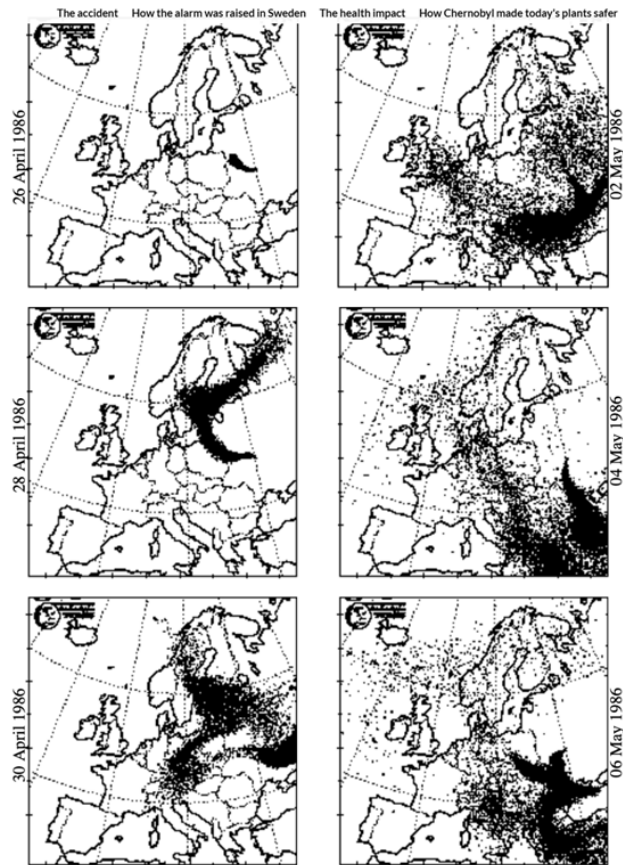 The accident How the alarm was raised in Sweden The health impact How Chernobyl made today's plants safer
26 April 1986
02 May 1986
28 April 1986
04 May 1986
30 April 1986
06 May 1986